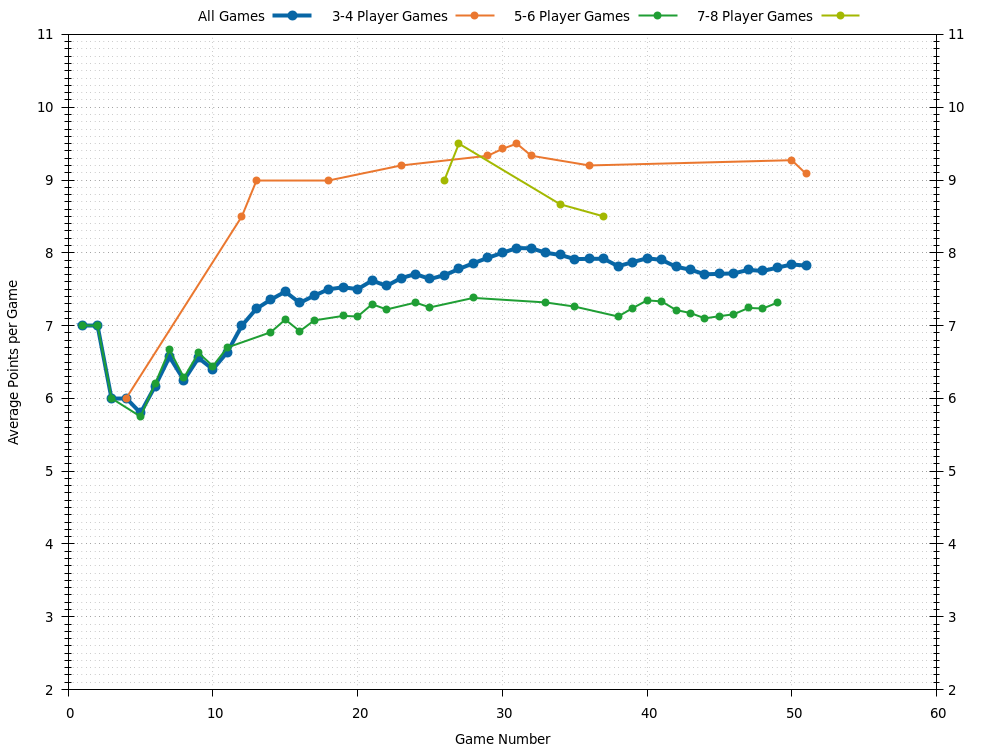 All Games 3-4 Player Games 5-6 Player Games 7-8 Player Games
11 11
10 10
9 9
8 8
7 7
6 6
5 5
4 4
3 3
2 2
Average Points per Game
0 10 20 30 40 50 60
Game Number